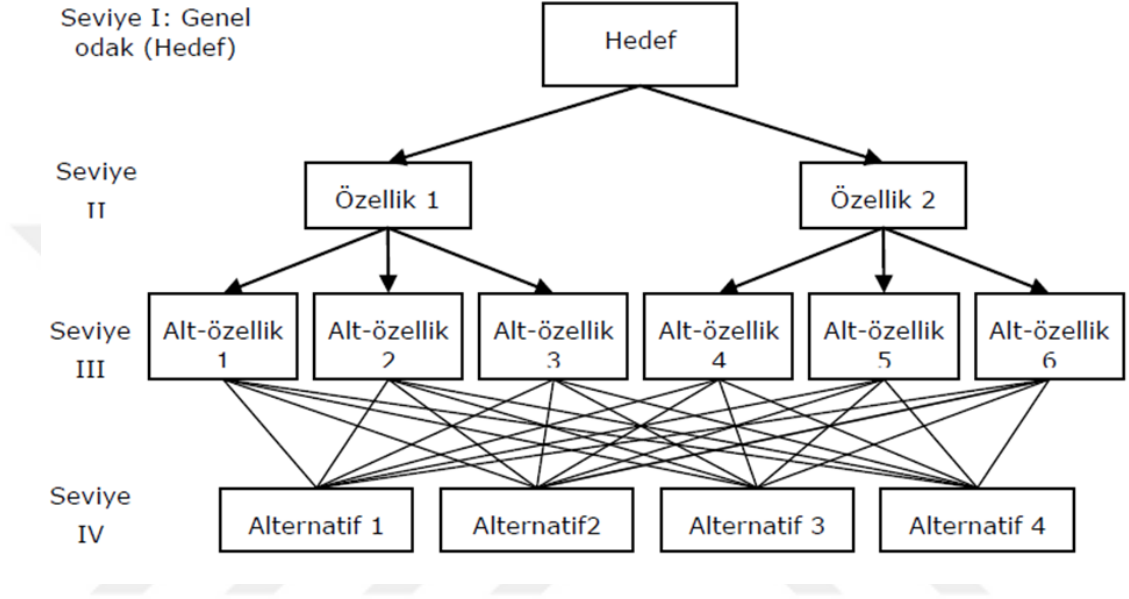 Seviye I: Genel
odak (Hedef)
Hedef
Seviye
II
Özellik 1
Özellik 2
Seviye
III
Alt-özellik
1
Alt-özellik
2
Alt-özellik
3
Alt-özellik
4
Alt-özellik
5
Alt-özellik
6
Seviye
IV
Alternatif 1
Alternatif2
Alternatif 3
Alternatif 4